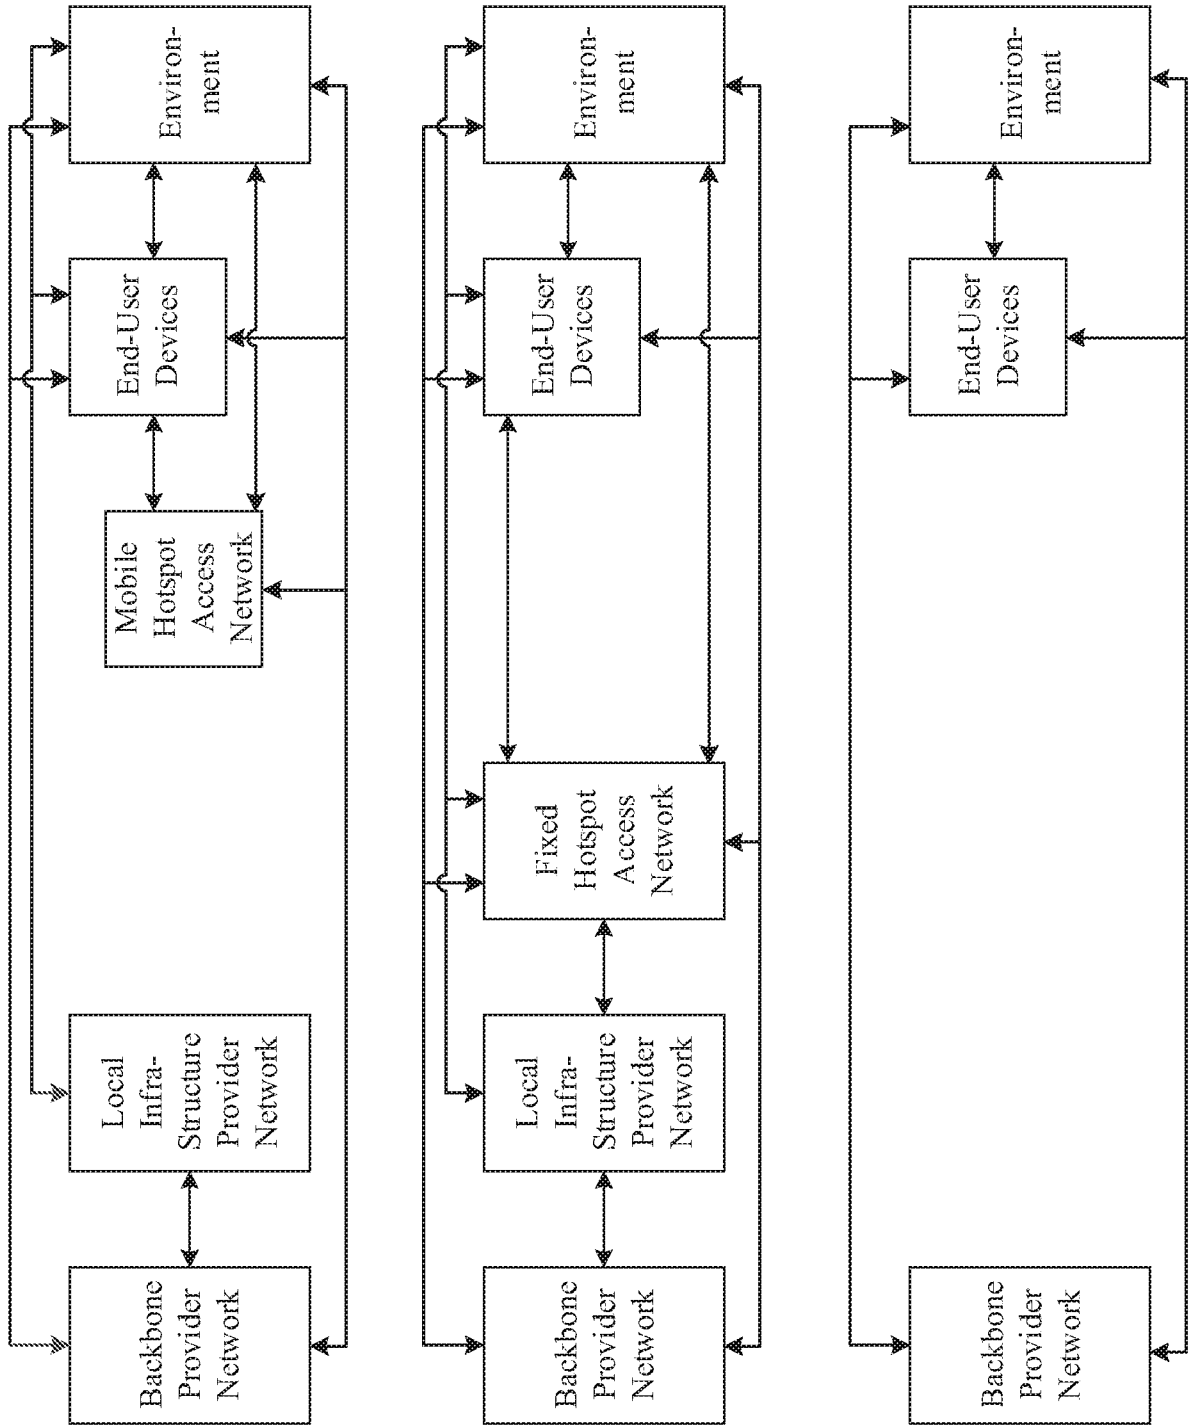 Backbone
Provider
Network
Local
Infra-
Structure
Provider
Network
Mobile
Hotspot
Access
Network
End-User
Devices
Environ-
ment
Backbone
Provider
Network
Local
Infra-
Structure
Provider
Network
Fixed
Hotspot
Access
Network
End-User
Devices
Environ-
ment
Backbone
Provider
Network
End-User
Devices
Environ-
ment